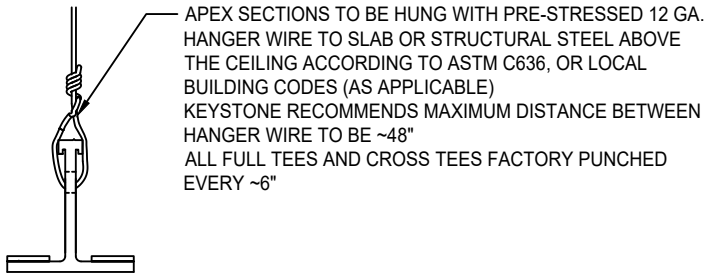 APEX SECTIONS TO BE HUNG WITH PRE-STRESSED 12 GA.
HANGER WIRE TO SLAB OR STRUCTURAL STEEL ABOVE
THE CEILING ACCORDING TO ASTM C636, OR LOCAL
BUILDING CODES (AS APPLICABLE)
KEYSTONE RECOMMENDS MAXIMUM DISTANCE BETWEEN
HANGER WIRE TO BE ~48"
ALL FULL TEES AND CROSS TEES FACTORY PUNCHED
EVERY ~6"